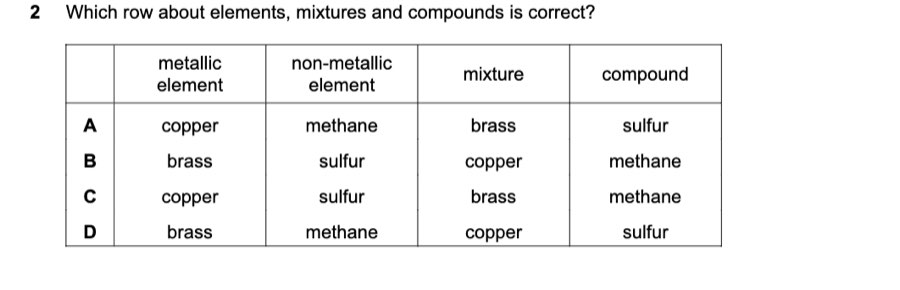 2 Which row about elements, mixtures and compounds is correct?
metallic element non-metallic element mixture compound
A copper methane brass sulfur
B brass sulfur copper methane
C copper sulfur brass methane
D brass methane copper sulfur